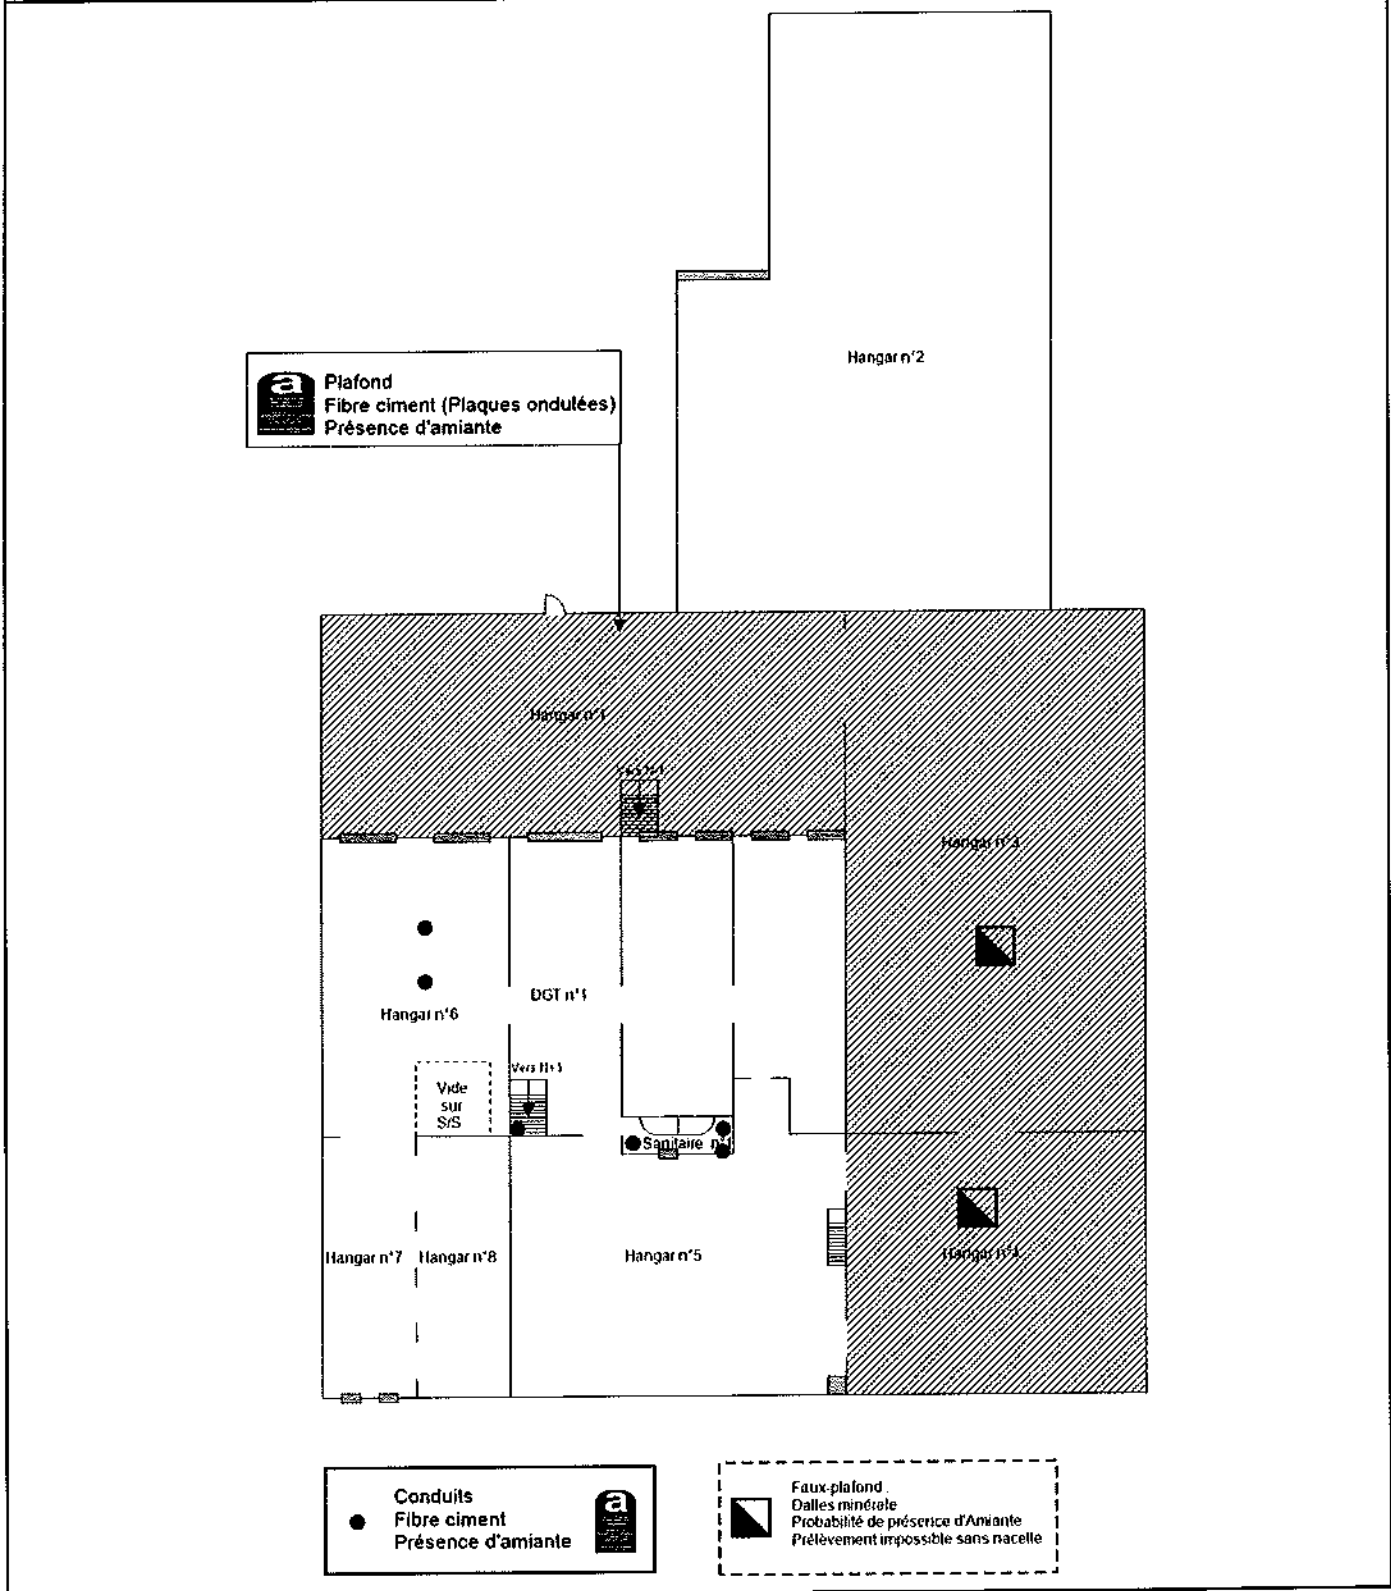 Hangar n°2
a
Plafond
Fibre ciment (Plaques ondulées)
Présence d'amiante
Hangar n°1
Hangar n°3
DGT n°1
Hangar n°6
Vide
sur
S/S
Sanitaire n°1
Hangar n°7
Hangar n°8
Hangar n°5
Hangar n°4
Conduits
Fibre ciment
Présence d'amiante
a
Faux-plafond
Dalles minérale
Probabilité de présence d'Amiante
Prélèvement impossible sans nacelle